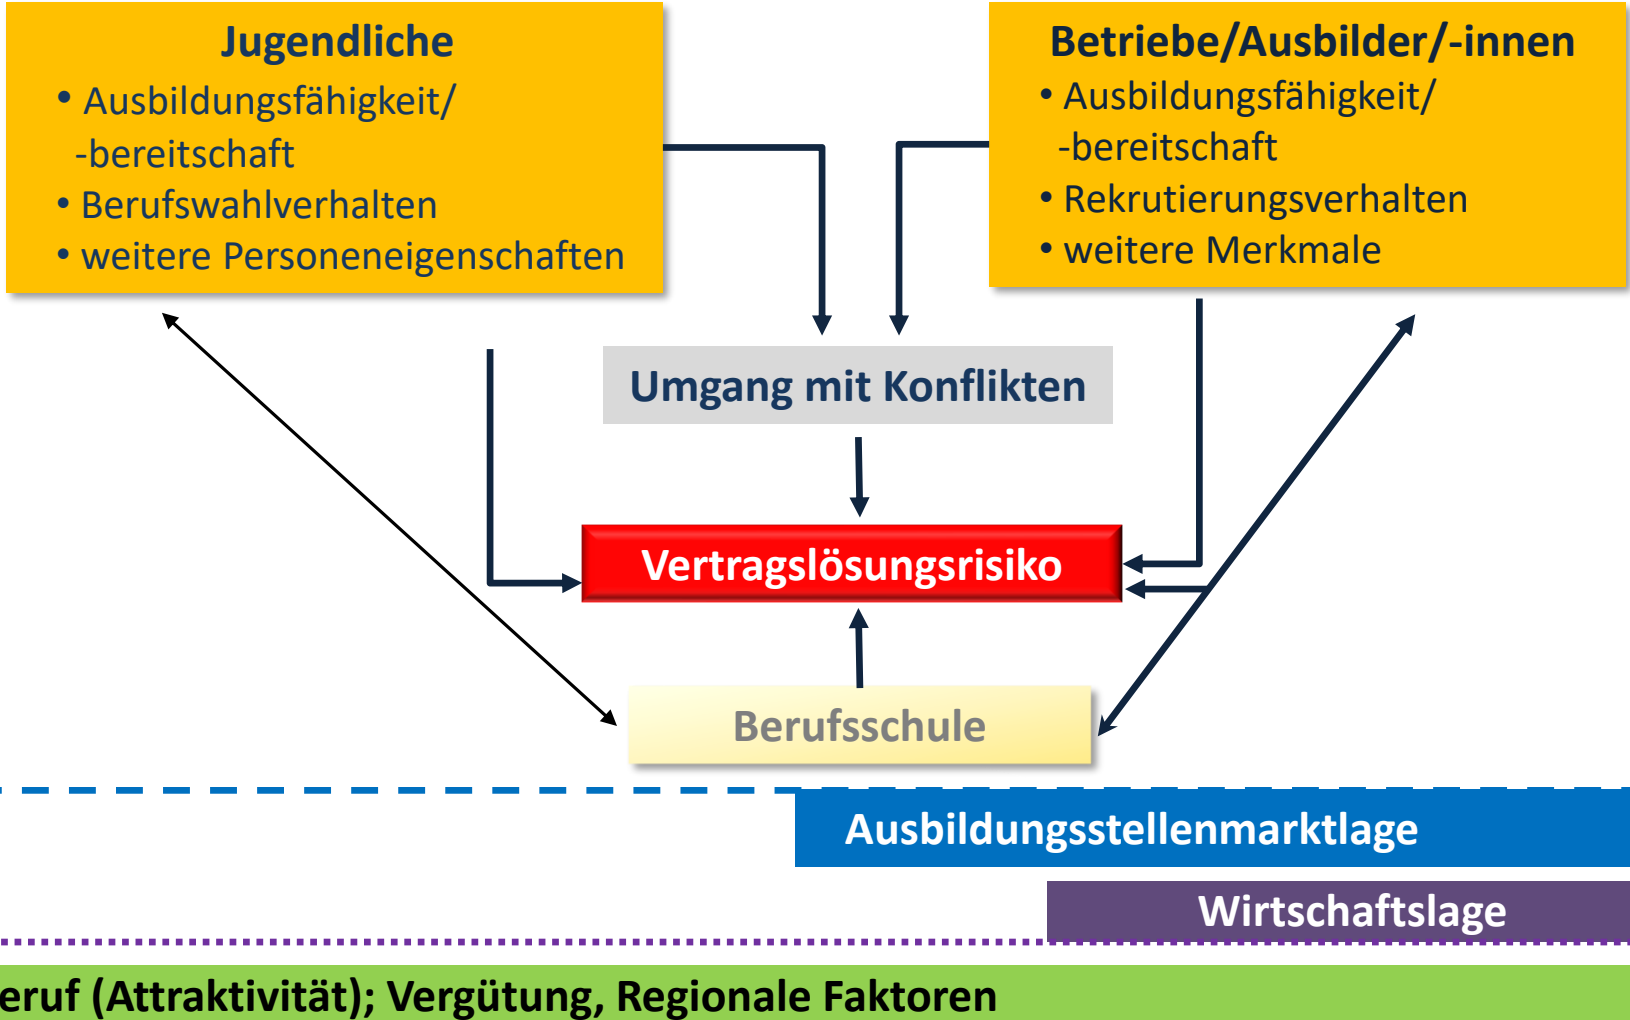 Jugendliche
• Ausbildungsfähigkeit/
-bereitschaft
• Berufswahlverhalten
• weitere Personeneigenschaften
Betriebe/Ausbilder/-innen
• Ausbildungsfähigkeit/
-bereitschaft
• Rekrutierungsverhalten
• weitere Merkmale
Umgang mit Konflikten
Vertragslösungsrisiko
Berufsschule
Ausbildungsstellenmarktlage
Wirtschaftslage
eruf (Attraktivität); Vergütung, Regionale Faktoren